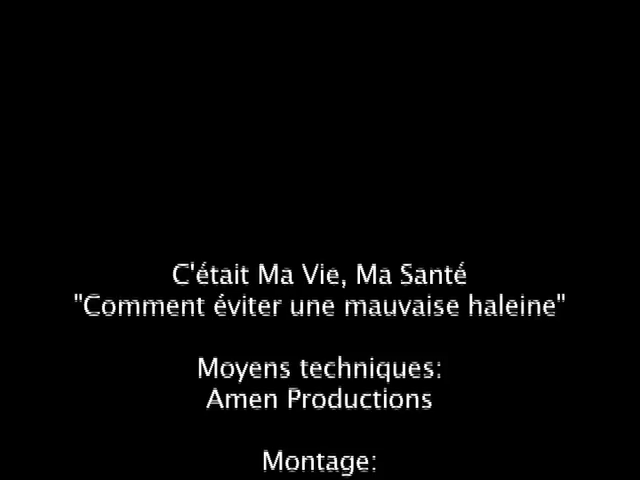 C'était Ma Vie, Ma Santé
"Comment éviter une mauvaise haleine"
Moyens techniques:
Amen Productions
Montage: